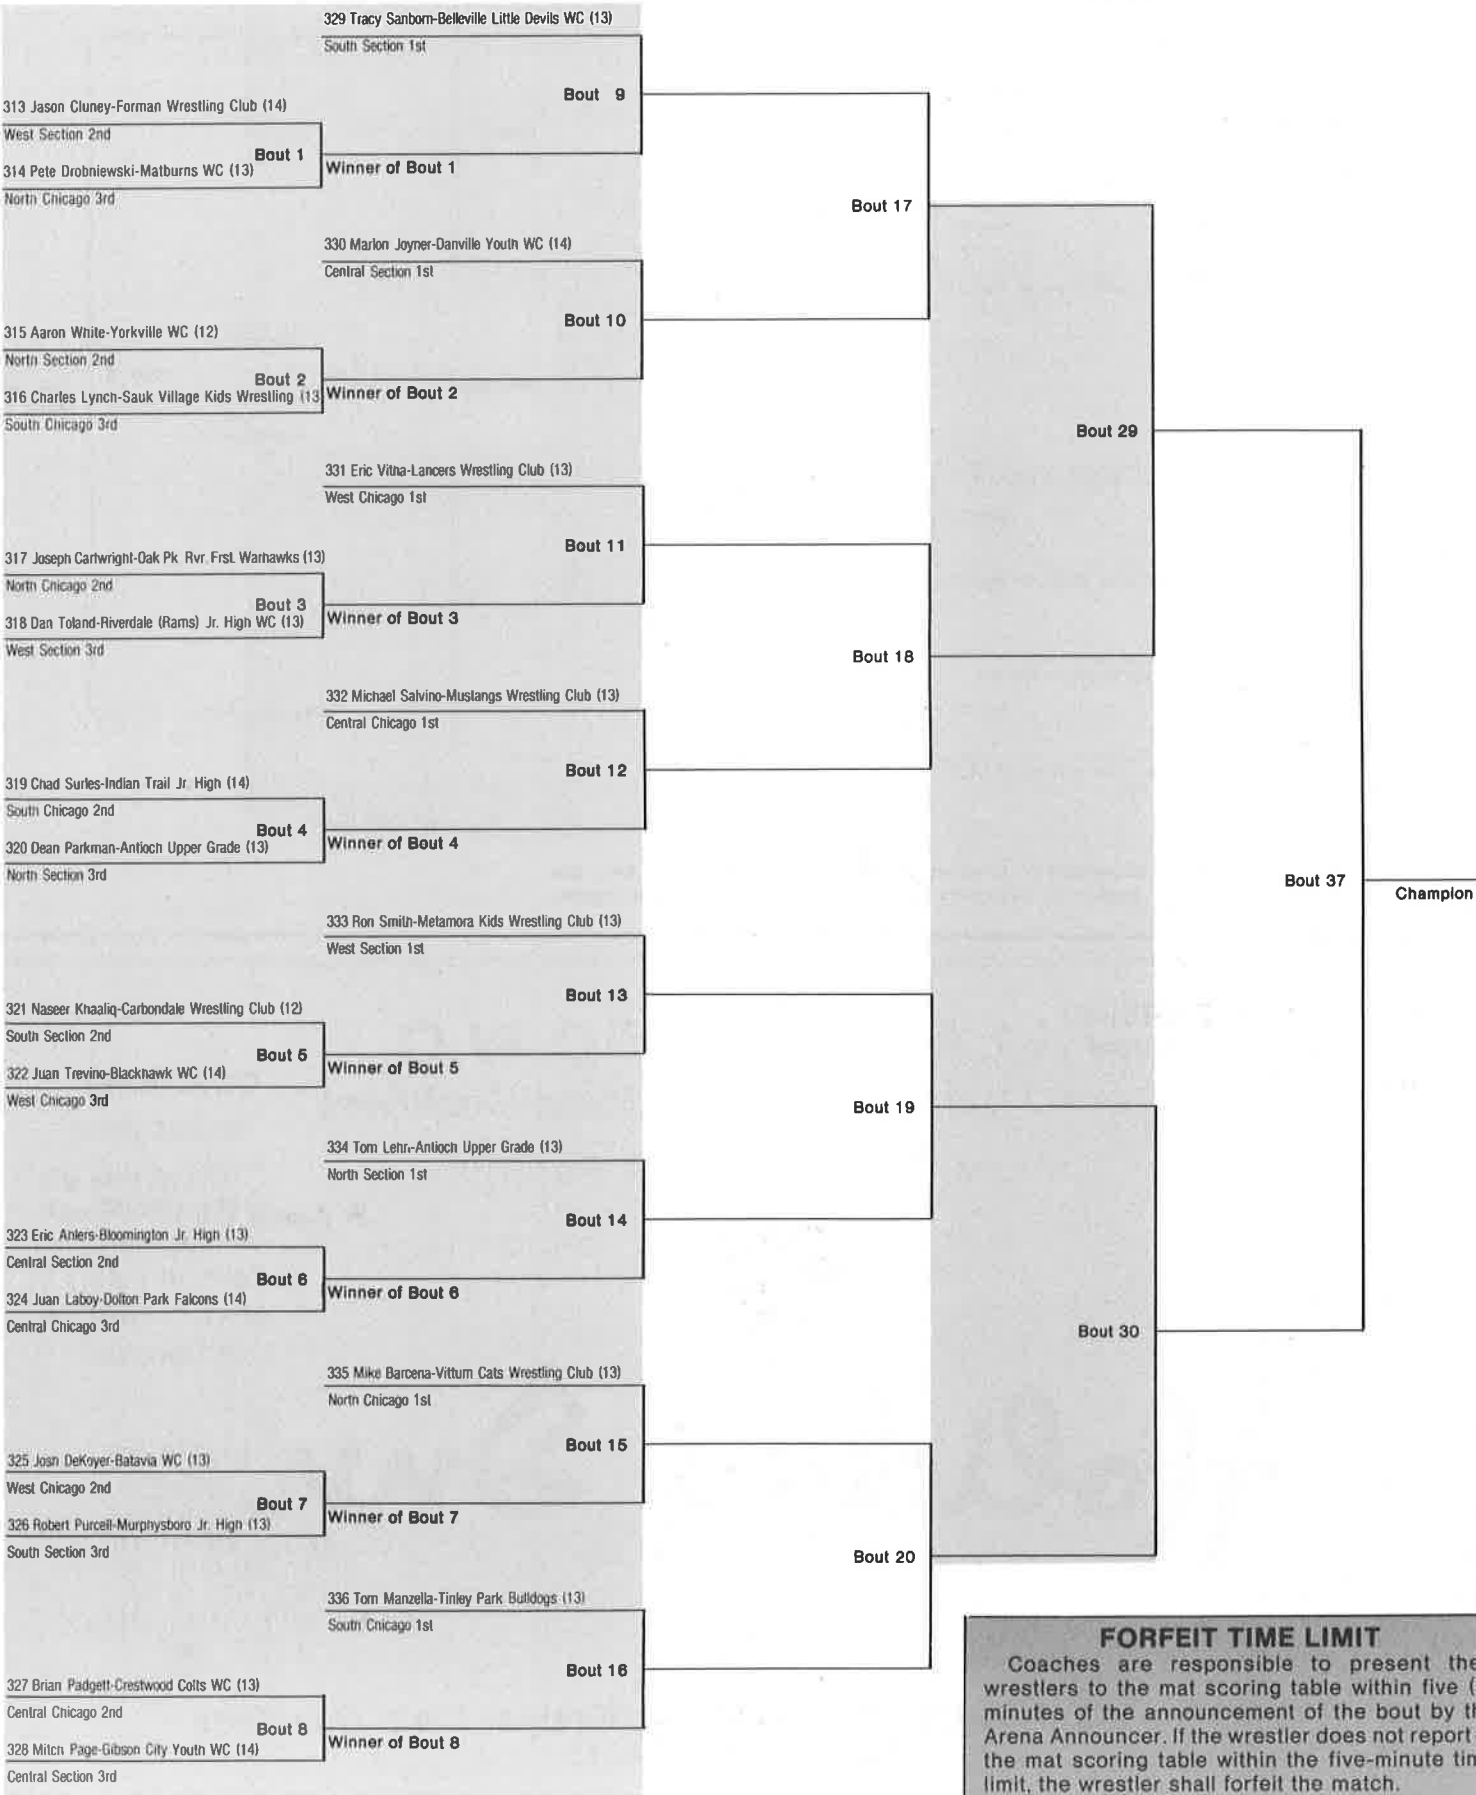 329 Tracy Sanborn-Belleville Little Devils WC (13)
South Section 1st
Bout 9
313 Jason Cluney-Forman Wrestling Club (14)
West Section 2nd
Bout 1
314 Pete Drobniewski-Matburns WC (13)
North Chicago 3rd
Winner of Bout 1
Bout 17
330 Marlon Joyner-Danville Youth WC (14)
Central Section 1st
Bout 10
315 Aaron White-Yorkville WC (12)
North Section 2nd
Bout 2
316 Charles Lynch-Sauk Village Kids Wrestling (13
South Chicago 3rd
Winner of Bout 2
Bout 29
331 Eric Vitha-Lancers Wrestling Club (13)
West Chicago 1st
Bout 11
317 Joseph Cartwright-Oak Pk Rvr. Frst. Warhawks (13)
North Chicago 2nd
Bout 3
318 Dan Toland-Riverdale (Rams) Jr. High WC (13)
West Section 3rd
Winner of Bout 3
Bout 18
332 Michael Salvino-Mustangs Wrestling Club (13)
Central Chicago 1st
Bout 12
319 Chad Surles-Indian Trail Jr. High (14)
South Chicago 2nd
Bout 4
320 Dean Parkman-Antioch Upper Grade (13)
North Section 3rd
Winner of Bout 4
Bout 37
Champion
333 Ron Smith-Metamora Kids Wrestling Club (13)
West Section 1st
Bout 13
321 Naseer Khaaliq-Carbondale Wrestling Club (12)
South Section 2nd
Bout 5
322 Juan Trevino-Blackhawk WC (14)
West Chicago 3rd
Winner of Bout 5
Bout 19
334 Tom Lehr-Antioch Upper Grade (13)
North Section 1st
Bout 14
323 Eric Ahlers-Bloomington Jr. High (13)
Central Section 2nd
Bout 6
324 Juan Laboy-Dolton Park Falcons (14)
Central Chicago 3rd
Winner of Bout 6
Bout 30
335 Mike Barcena-Vittum Cats Wrestling Club (13)
North Chicago 1st
Bout 15
325 Josh DeKoyer-Batavia WC (13)
West Chicago 2nd
Bout 7
326 Robert Purcell-Murphysboro Jr. High (13)
South Section 3rd
Winner of Bout 7
Bout 20
336 Tom Manzella-Tinley Park Bulldogs (13)
South Chicago 1st
Bout 16
327 Brian Padgett-Crestwood Colts WC (13)
Central Chicago 2nd
Bout 8
328 Mitch Page-Gibson City Youth WC (14)
Central Section 3rd
Winner of Bout 8
FORFEIT TIME LIMIT
Coaches are responsible to present the
wrestlers to the mat scoring table within five (
minutes of the announcement of the bout by th
Arena Announcer. If the wrestler does not report
the mat scoring table within the five-minute tin
limit, the wrestler shall forfeit the match.